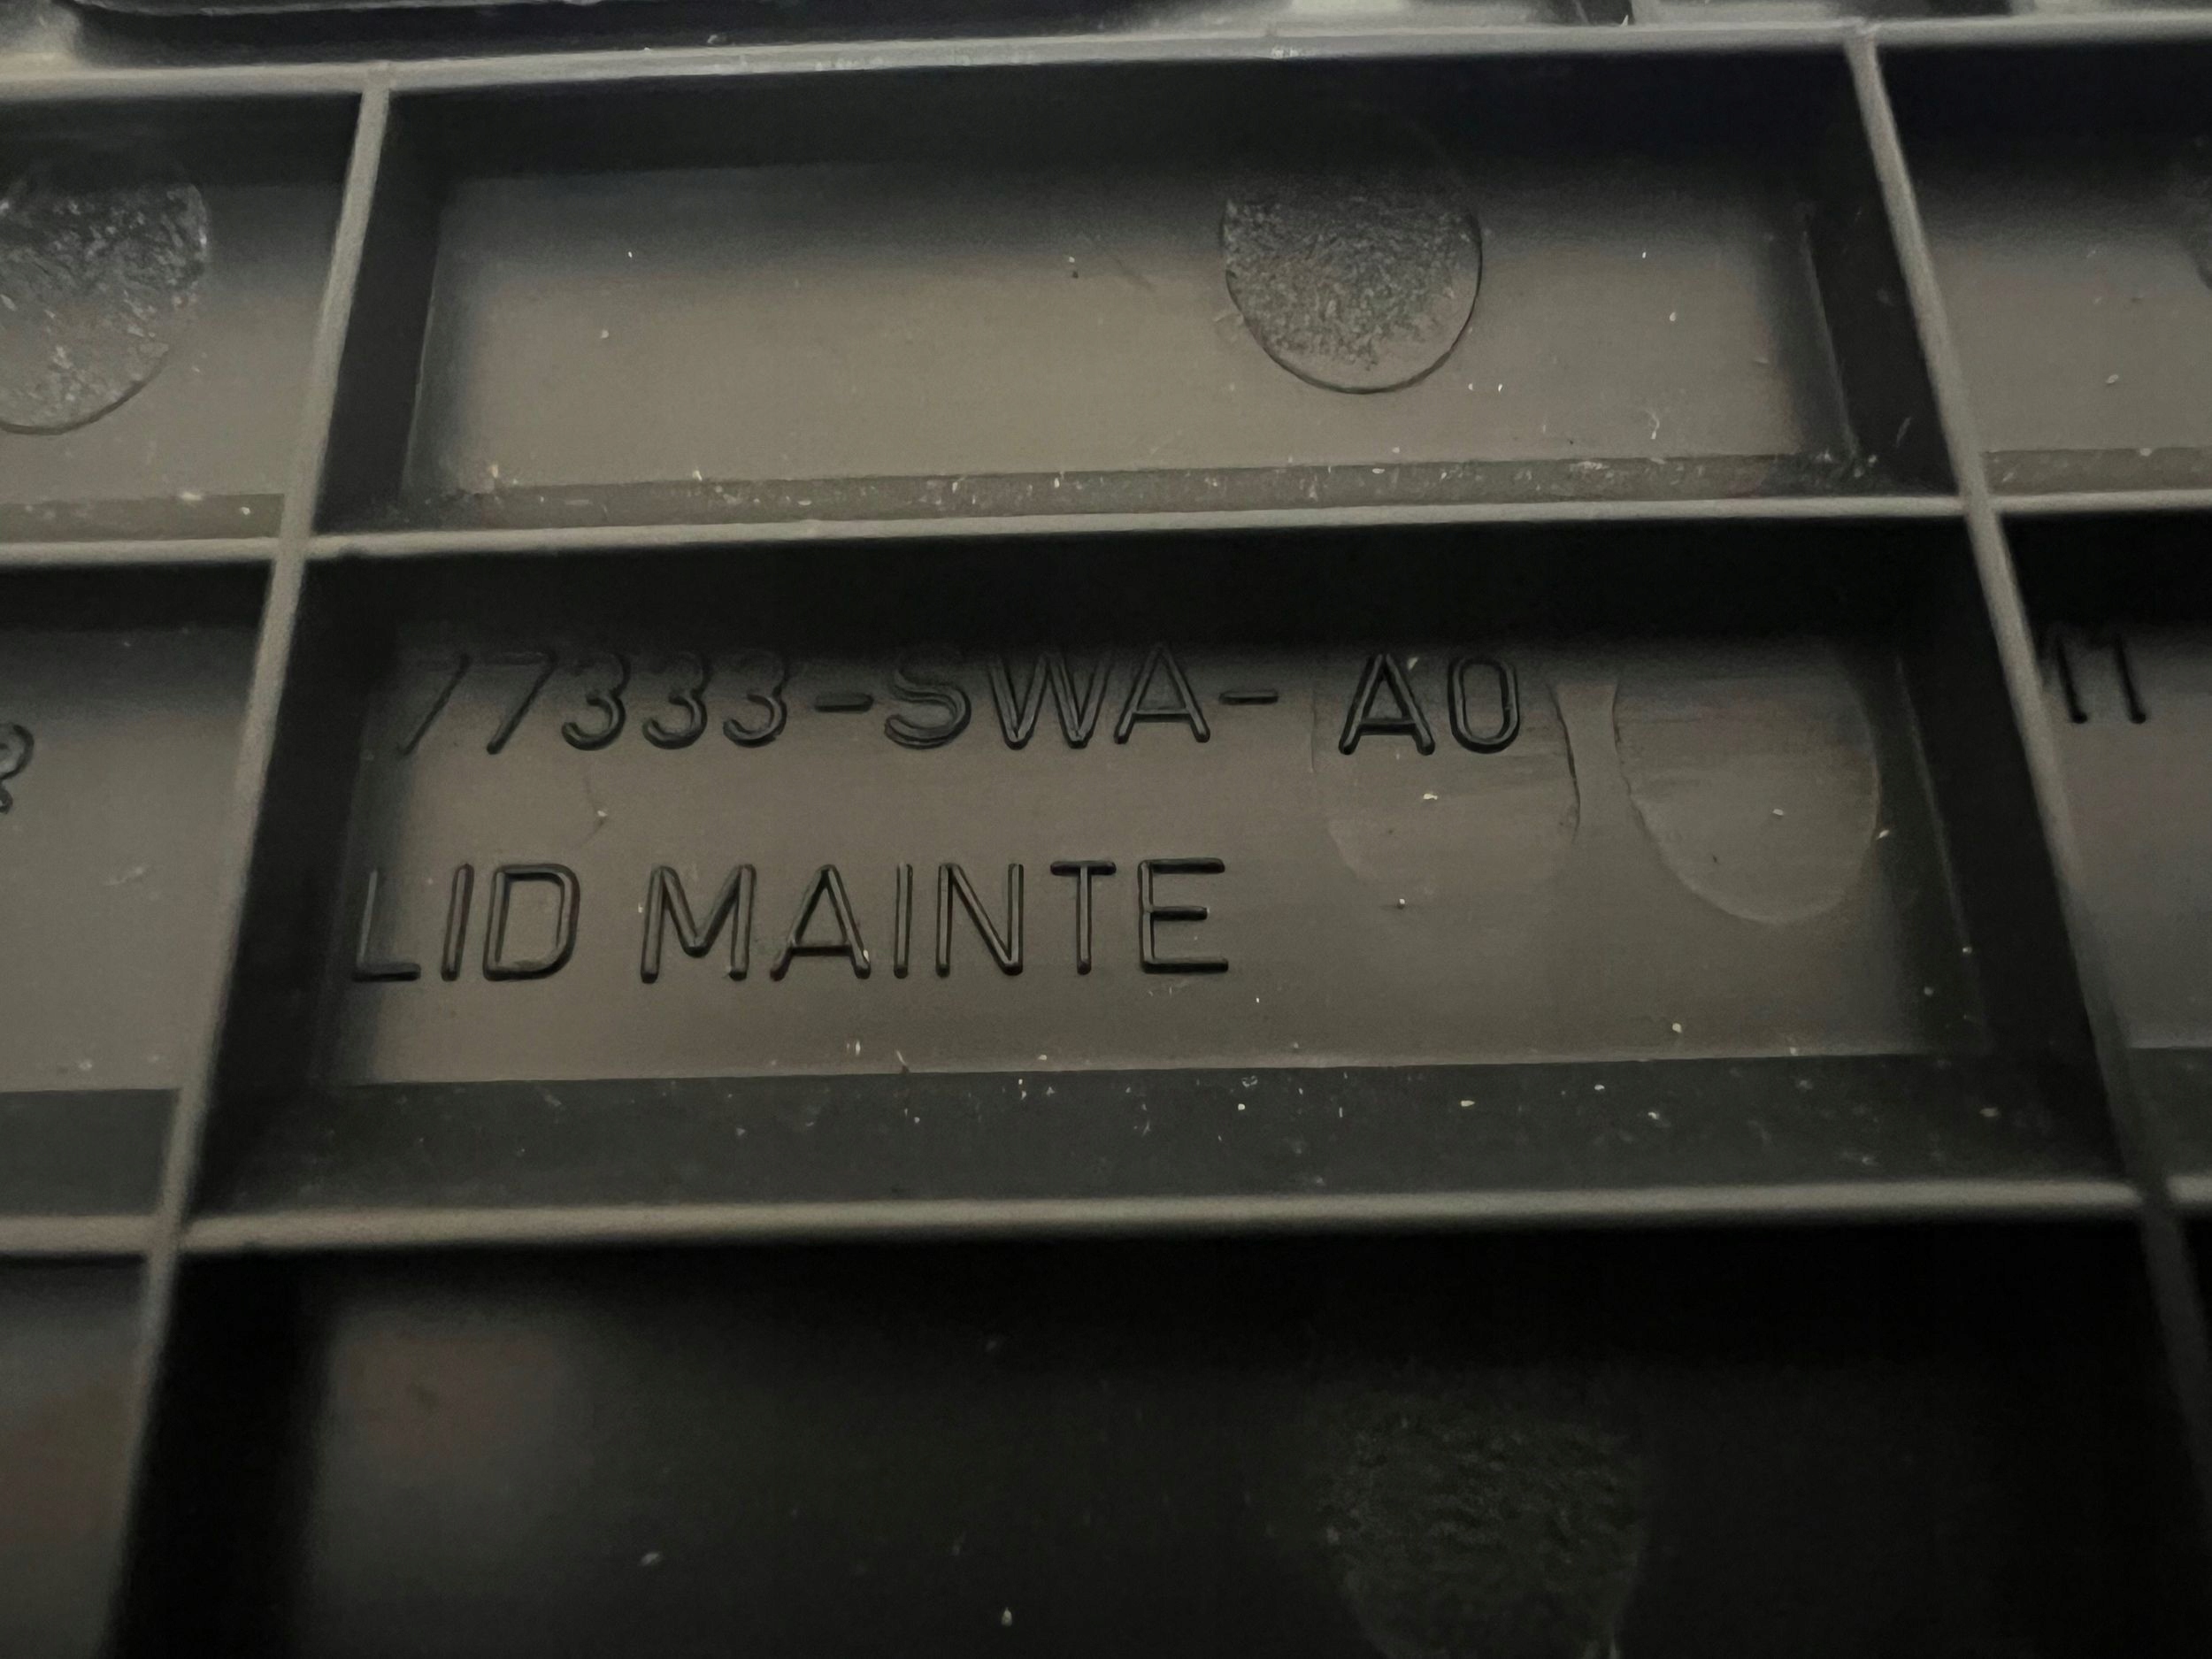 77333-SWA- A0
LID MAINTE